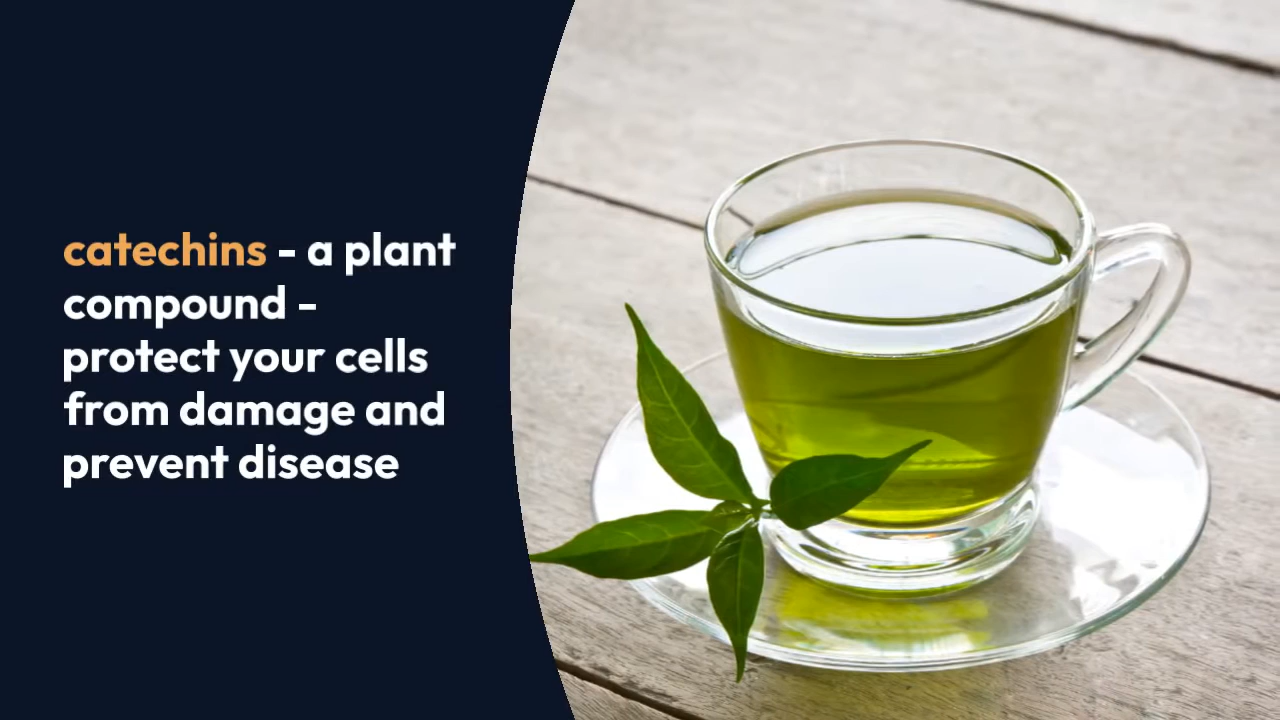 catechins - a plant
compound -
protect your cells
from damage and
prevent disease